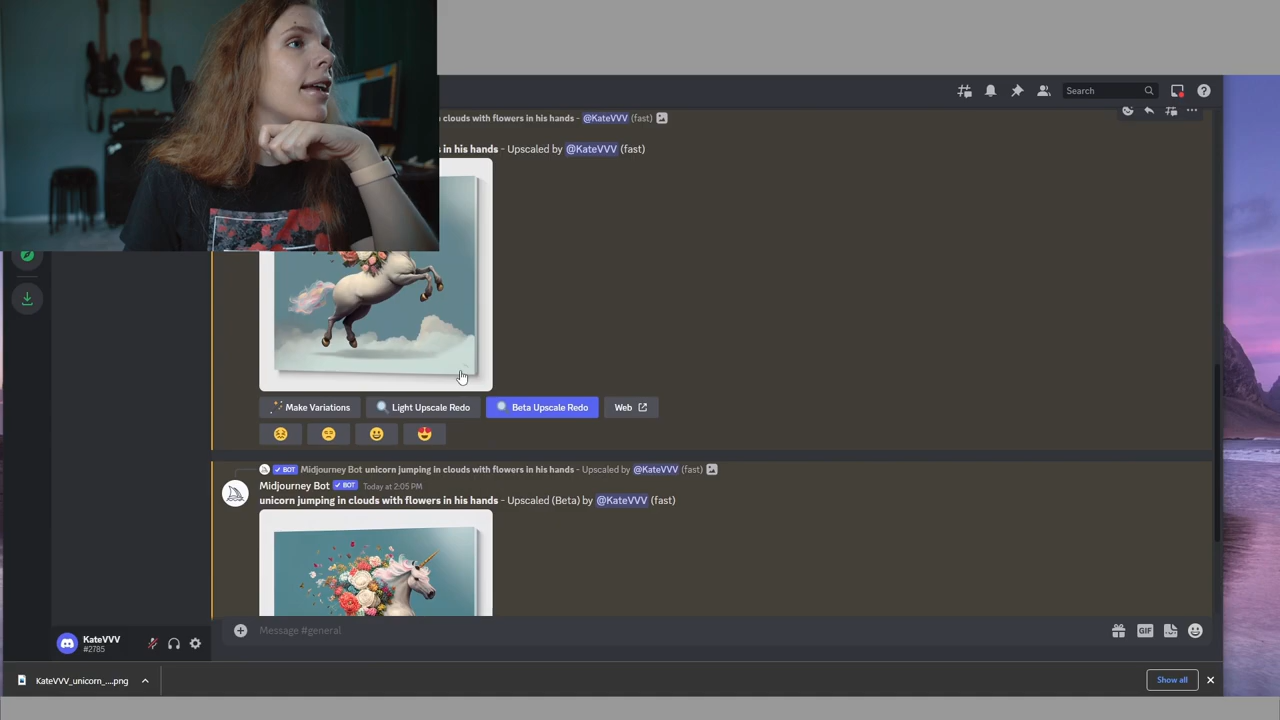 Search
n clouds with flowers in his hands - @KateVVV (fast)
s in his hands - Upscaled by @KateVVV (fast)
Make Variations Light Upscale Redo Beta Upscale Redo Web
BOT Midjourney Bot unicorn jumping in clouds with flowers in his hands - Upscaled by @KateVVV (fast)
Midjourney Bot BOT Today at 2:05 PM
unicorn jumping in clouds with flowers in his hands - Upscaled (Beta) by @KateVVV (fast)
Message #general
GIF
KateVVV
#2785
KateVVV_unicorn_....png
Show all